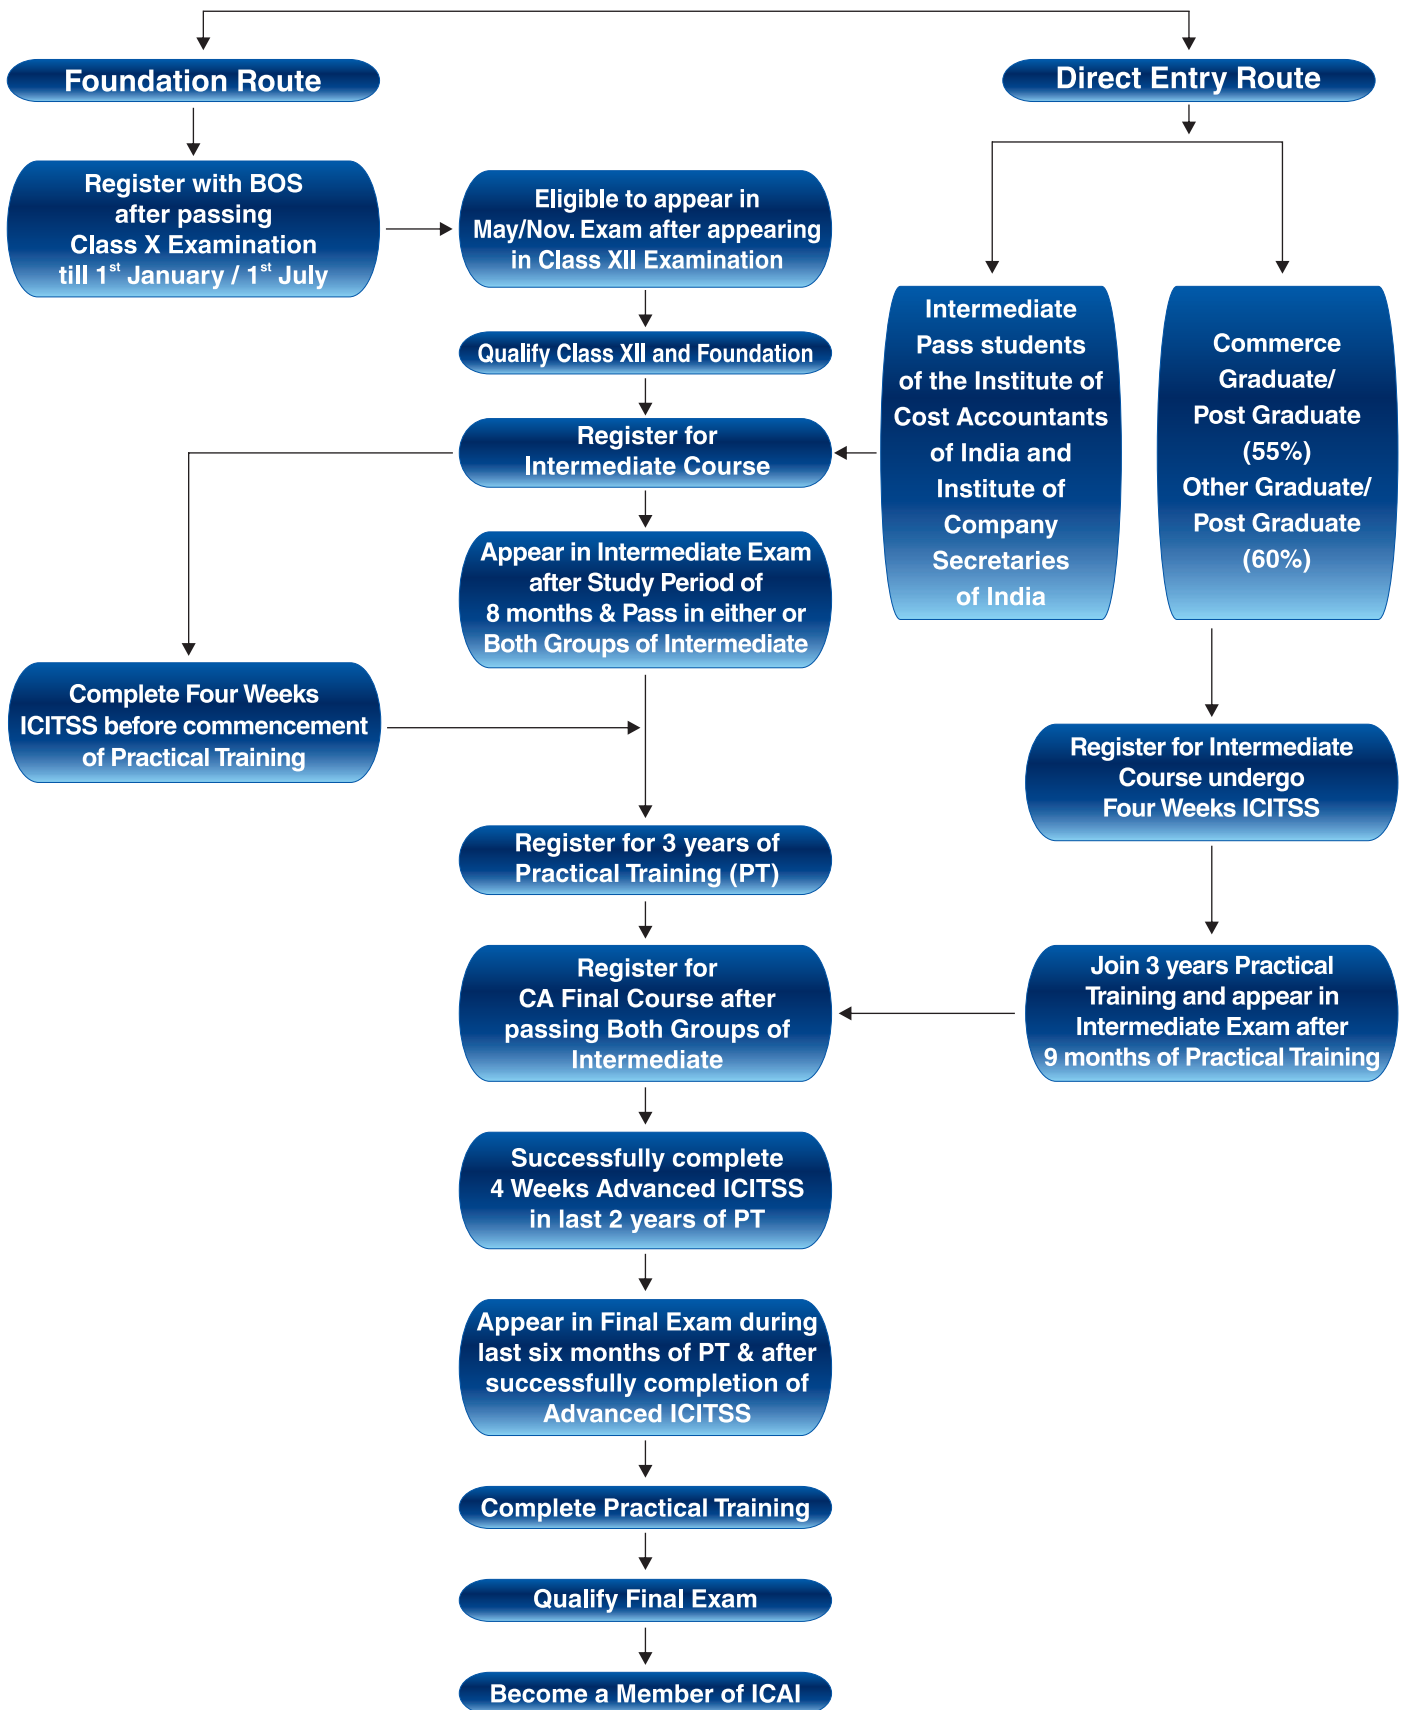 Foundation Route
Direct Entry Route
Register with BOS
after passing
Class X Examination
till 1st January / 1st July
Eligible to appear in
May/Nov. Exam after appearing
in Class XII Examination
Qualify Class XII and Foundation
Register for
Intermediate Course
Intermediate
Pass students
of the Institute of
Cost Accountants
of India and
Institute of
Company
Secretaries
of India
Commerce
Graduate/
Post Graduate
(55%)
Other Graduate/
Post Graduate
(60%)
Appear in Intermediate Exam
after Study Period of
8 months & Pass in either or
Both Groups of Intermediate
Complete Four Weeks
ICITSS before commencement
of Practical Training
Register for Intermediate
Course undergo
Four Weeks ICITSS
Register for 3 years of
Practical Training (PT)
Register for
CA Final Course after
passing Both Groups of
Intermediate
Join 3 years Practical
Training and appear in
Intermediate Exam after
9 months of Practical Training
Successfully complete
4 Weeks Advanced ICITSS
in last 2 years of PT
Appear in Final Exam during
last six months of PT & after
successfully completion of
Advanced ICITSS
Complete Practical Training
Qualify Final Exam
Become a Member of ICAI